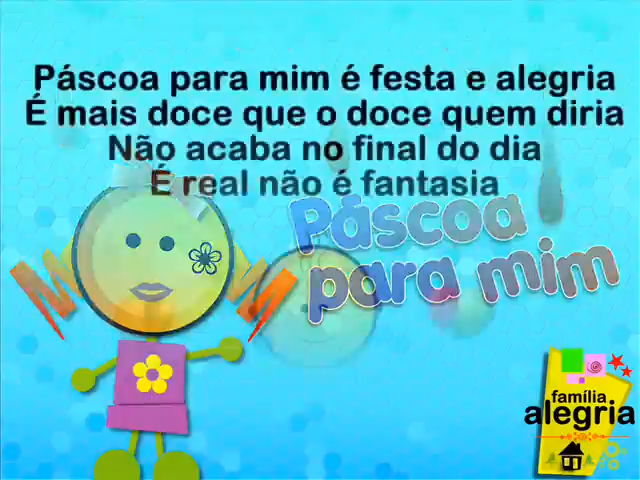 Páscoa para mim é festa e alegria
É mais doce que o doce quem diria
Não acaba no final do dia
É real não é fantasia
Páscoa
para mim
família
alegria